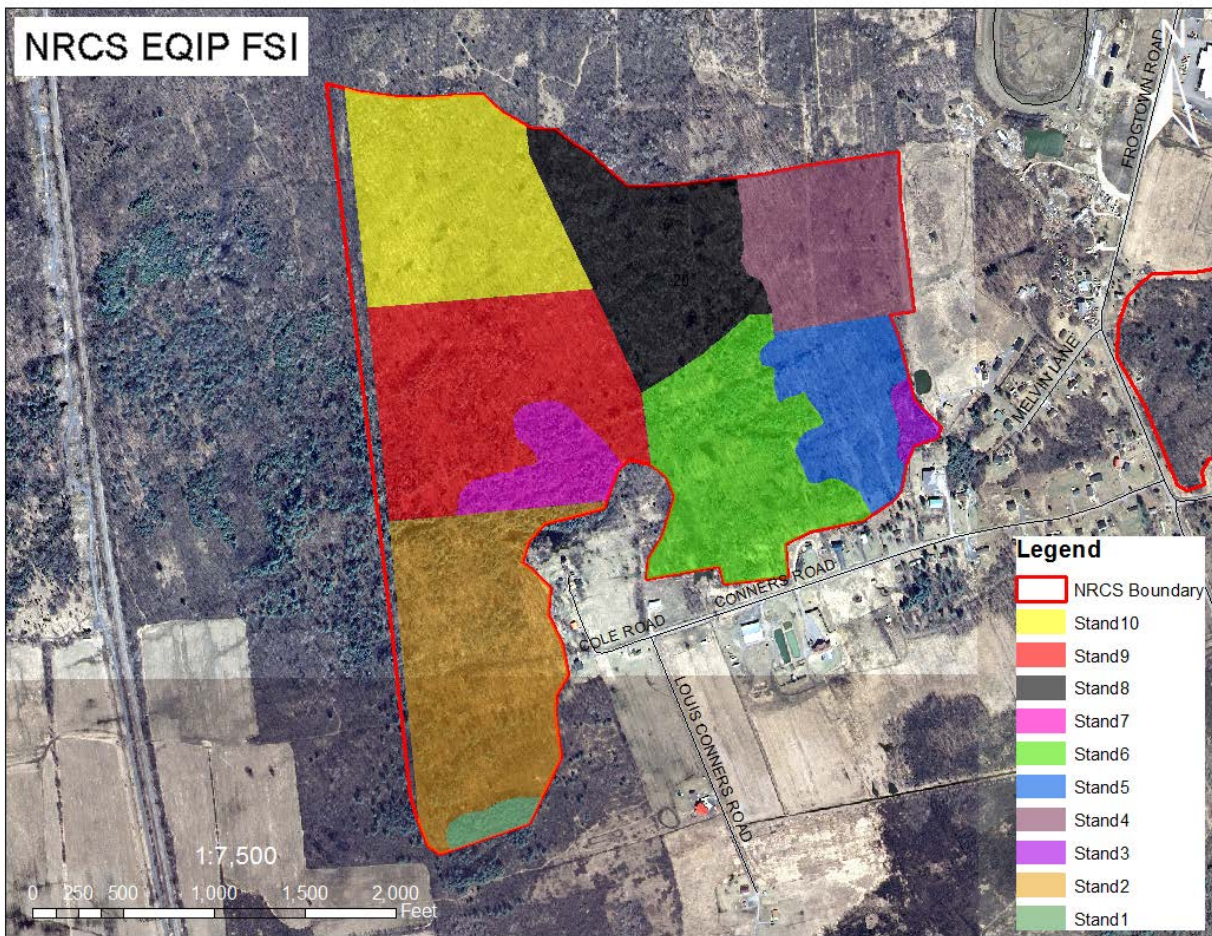 NRCS EQIP FSI
N
FROGTOWN ROAD
MELVIN LANE
CONNERS ROAD
COLE ROAD
LOUIS CONNERS ROAD
1:7,500
0 250 500 1,000 1,500 2,000
Feet
Legend
NRCS Boundary
Stand10
Stand9
Stand8
Stand7
Stand6
Stand5
Stand4
Stand3
Stand2
Stand1